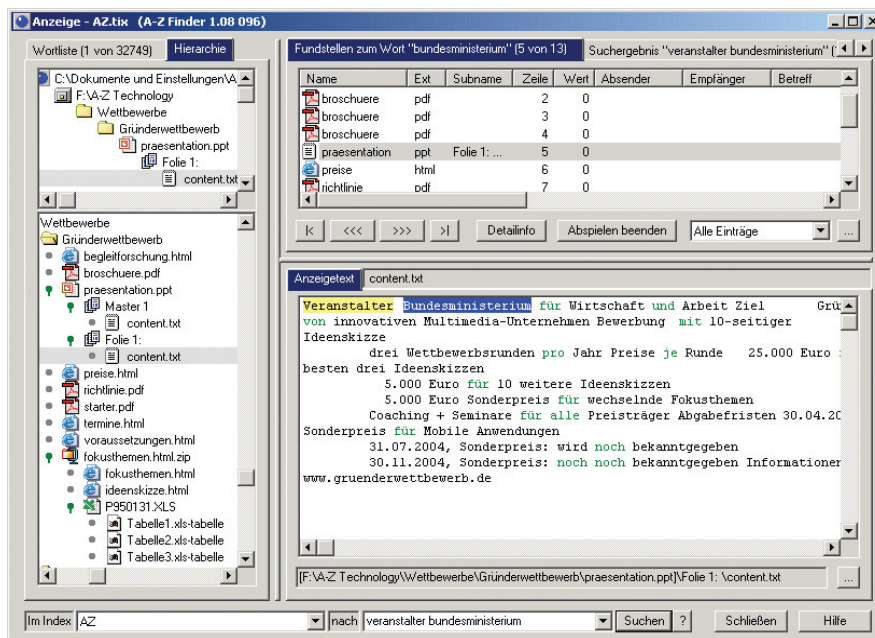 Anzeige - AZ.tix (A-Z Finder 1.08 096)
Wortliste (1 von 32749) Hierarchie
C:\Dokumente und Einstellungen\A
F:\A-Z Technology
Wettbewerbe
Gründerwettbewerb
praesentation.ppt
Folie 1:
content.txt
Wettbewerbe
Gründerwettbewerb
begleitforschung.html
broschuere.pdf
praesentation.ppt
Master 1
content.txt
Folie 1:
content.txt
preise.html
richtlinie.pdf
starter.pdf
termine.html
voraussetzungen.html
fokusthemen.html.zip
fokusthemen.html
ideenskizze.html
P950131.XLS
Tabelle1.xls-tabelle
Tabelle2.xls-tabelle
Tabelle3.xls-tabelle
Fundstellen zum Wort "bundesministerium" (5 von 13) Suchergebnis "veranstalter bundesministerium" (
Name Ext Subname Zeile Wert Absender Empfänger Betreff
broschuere pdf 2 0
broschuere pdf 3 0
broschuere pdf 4 0
praesentation ppt Folie 1: ... 5 0
preise html 6 0
richtlinie pdf 7 0
|< <<< >>> >| Detailinfo Abspielen beenden Alle Einträge ...
Anzeigetext content.txt
Veranstalter Bundesministerium für Wirtschaft und Arbeit Ziel Grü
von innovativen Multimedia-Unternehmen Bewerbung mit 10-seitiger
Ideenskizze
drei Wettbewerbsrunden pro Jahr Preise je Runde 25.000 Euro
besten drei Ideenskizzen
5.000 Euro für 10 weitere Ideenskizzen
5.000 Euro Sonderpreis für wechselnde Fokusthemen
Coaching + Seminare für alle Preisträger Abgabefristen 30.04.20
Sonderpreis für Mobile Anwendungen
31.07.2004, Sonderpreis: wird noch bekanntgegeben
30.11.2004, Sonderpreis: noch noch bekanntgegeben Informationen
www.gruenderwettbewerb.de
[F:\A-Z Technology\Wettbewerbe\Gründerwettbewerb\praesentation.ppt]\Folie 1: \content.txt ...
Im Index AZ nach veranstalter bundesministerium Suchen ? Schließen Hilfe